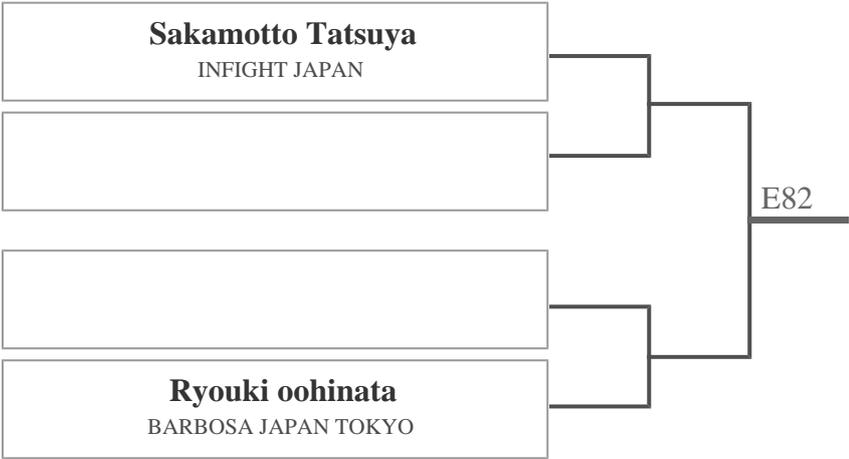 Sakamotto Tatsuya
INFIGHT JAPAN
E82
Ryouki oohinata
BARBOSA JAPAN TOKYO